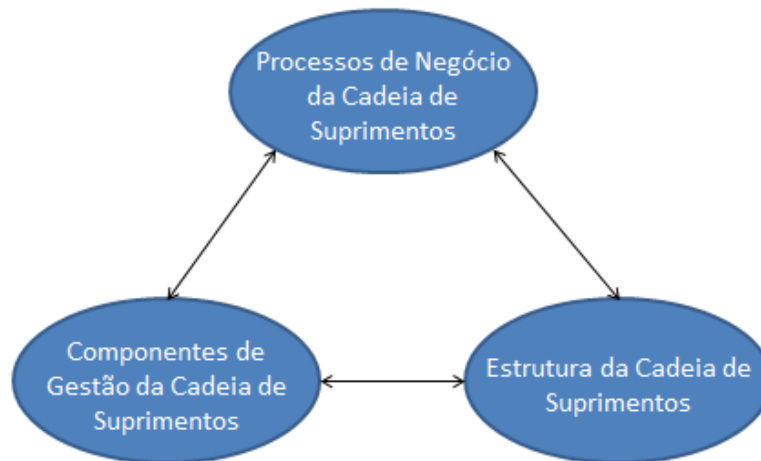 Processos de Negócio
da Cadeia de
Suprimentos
Componentes de
Gestão da Cadeia de
Suprimentos
Estrutura da Cadeia de
Suprimentos